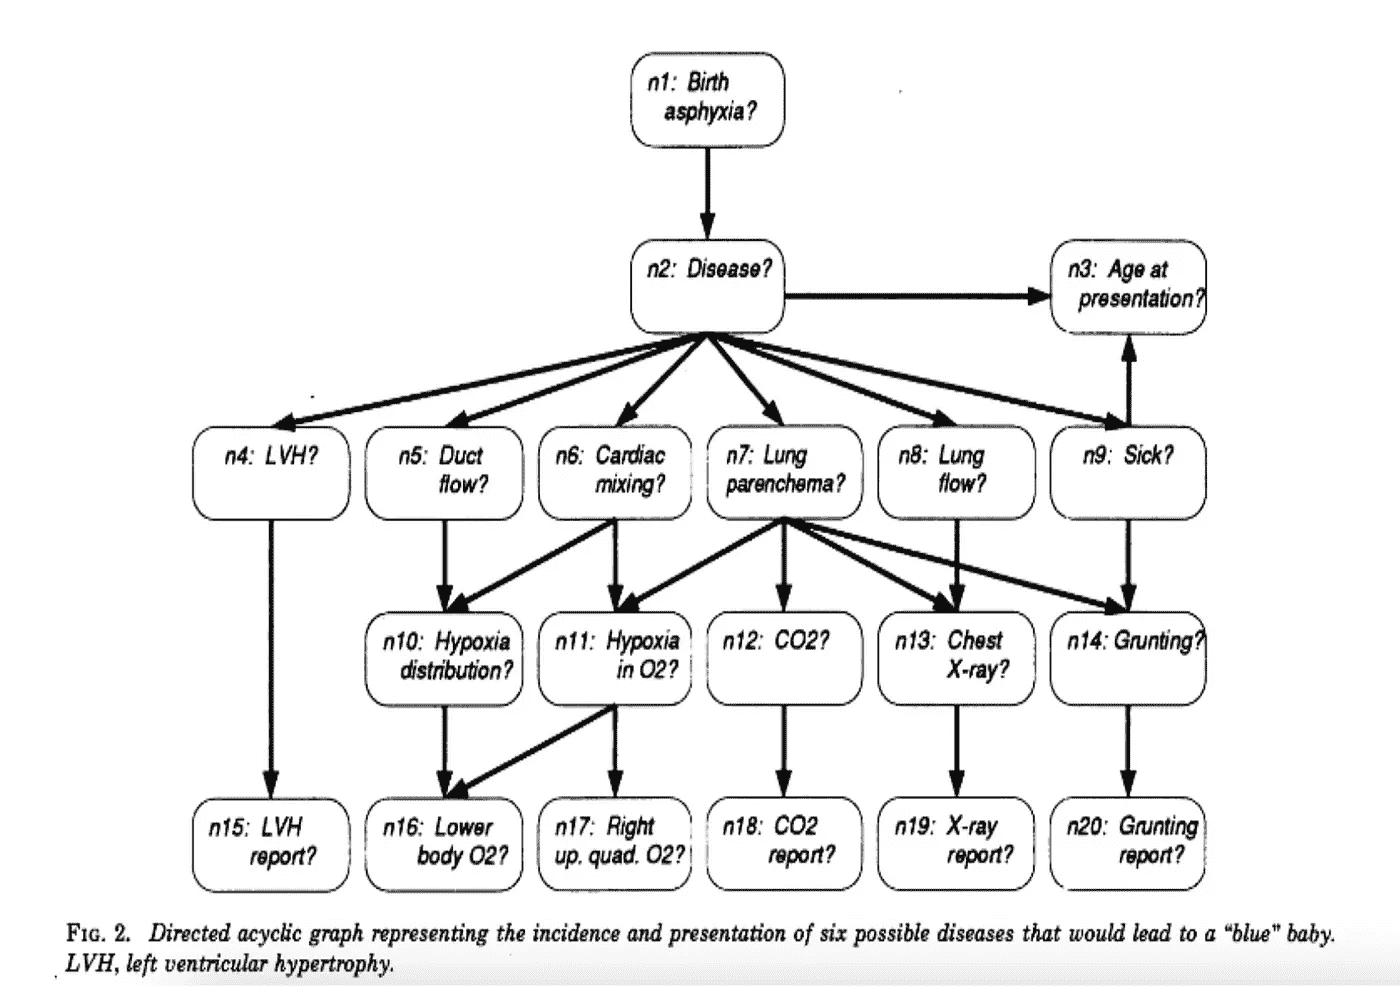 n1: Birth
asphyxia?
n2: Disease?
n3: Age at
presentation?
n4: LVH?
n5: Duct
flow?
n6: Cardiac
mixing?
n7: Lung
parenchema?
n8: Lung
flow?
n9: Sick?
n10: Hypoxia
distribution?
n11: Hypoxia
in O2?
n12: CO2?
n13: Chest
X-ray?
n14: Grunting?
n15: LVH
report?
n16: Lower
body O2?
n17: Right
up. quad. O2?
n18: CO2
report?
n19: X-ray
report?
n20: Grunting
report?
FIG. 2. Directed acyclic graph representing the incidence and presentation of six possible diseases that would lead to a “blue” baby.
LVH, left ventricular hypertrophy.